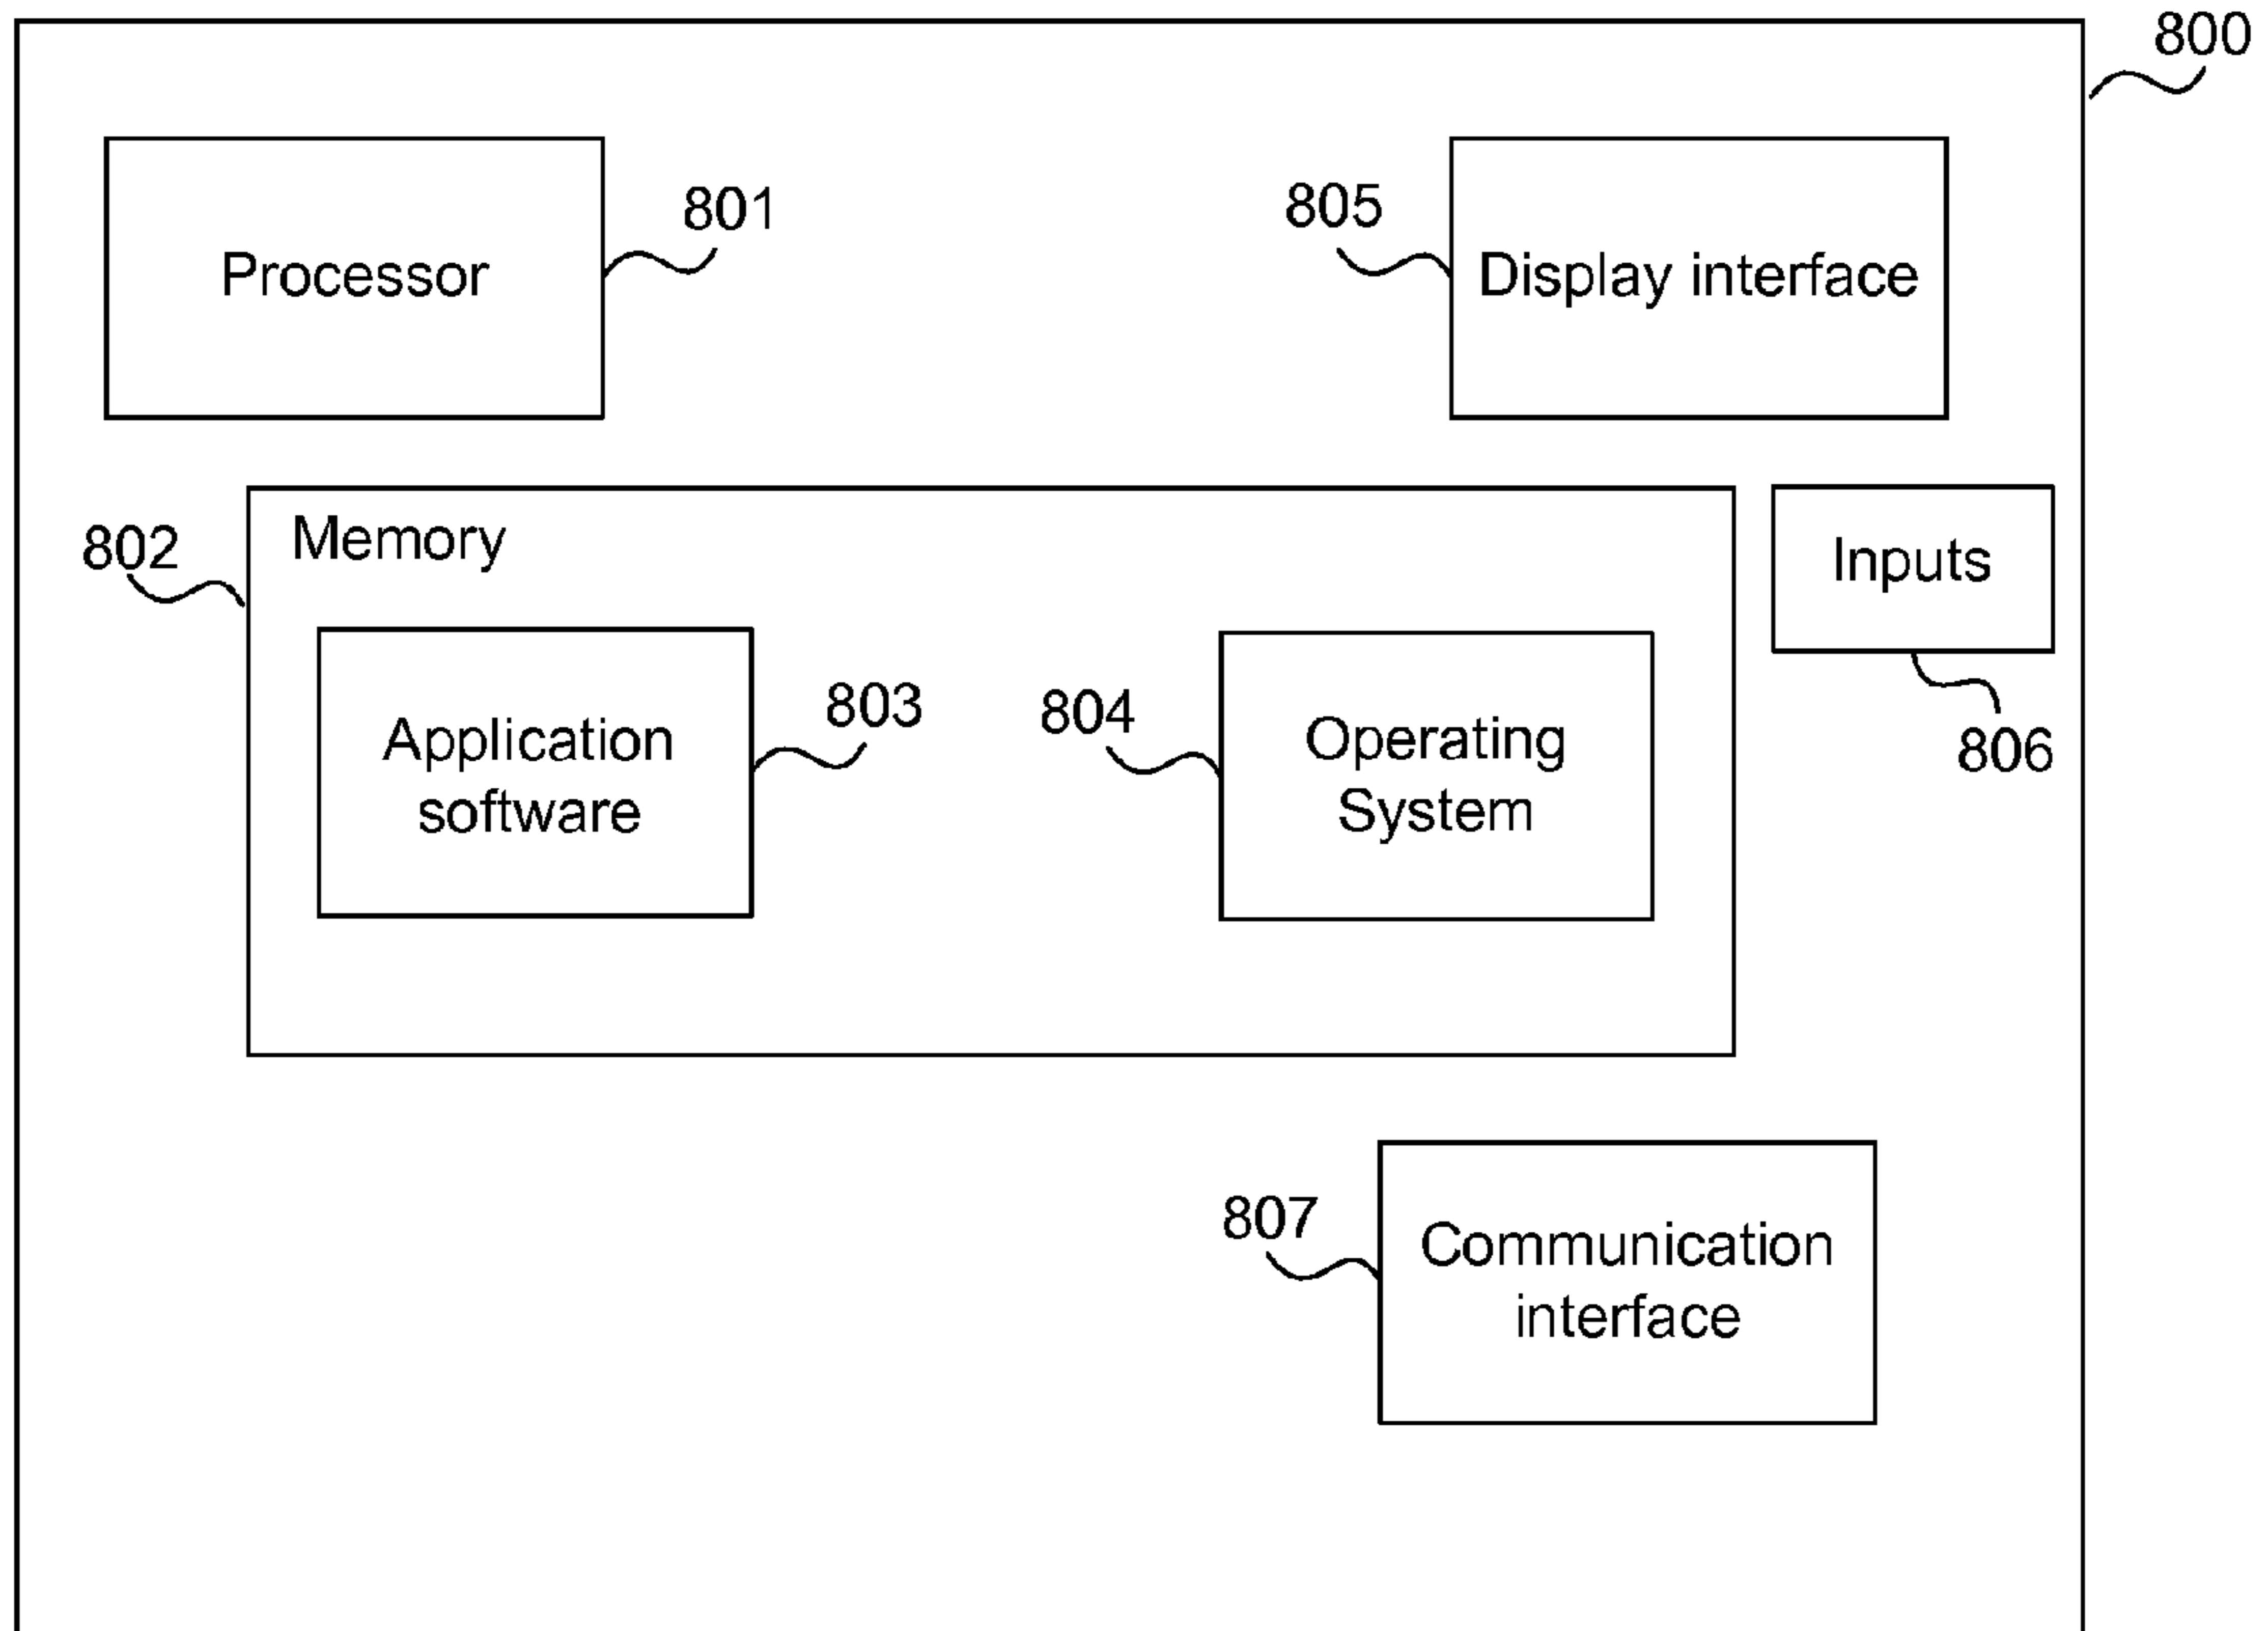 800
Processor
801
805
Display interface
802
Memory
Inputs
806
Application
software
803
804
Operating
System
807
Communication
interface